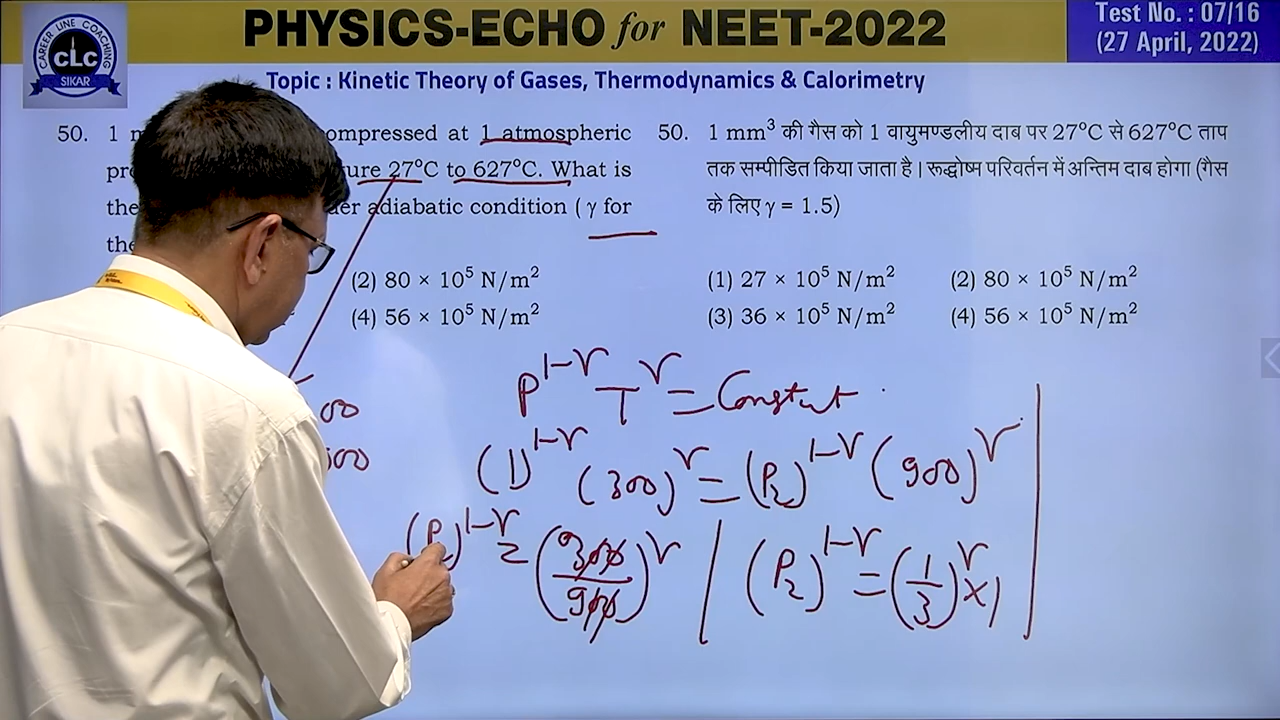 PHYSICS-ECHO for NEET-2022
Test No. : 07/16
(27 April, 2022)
CAREER LINE COACHING
CLC
SIKAR
Topic : Kinetic Theory of Gases, Thermodynamics & Calorimetry
50. 1 m ompressed at 1 atmospheric
pre ure 27°C to 627°C. What is
the er adiabatic condition ( γ for
the
(2) 80 × 10⁵ N/m²
(4) 56 × 10⁵ N/m²
50. 1 mm³ की गैस को 1 वायुमण्डलीय दाब पर 27°C से 627°C ताप
तक सम्पीडित किया जाता है। रूद्धोष्म परिवर्तन में अन्तिम दाब होगा (गैस
के लिए γ = 1.5)
(1) 27 × 10⁵ N/m² (2) 80 × 10⁵ N/m²
(3) 36 × 10⁵ N/m² (4) 56 × 10⁵ N/m²
00
P^(1-γ) T^γ = Constant
(1)^(1-γ) (300)^γ = (P₂)^(1-γ) (900)^γ
(P₂)^(1-γ) = (300/900)^γ
(P₂)^(1-γ) = (1/3)^γ × 1